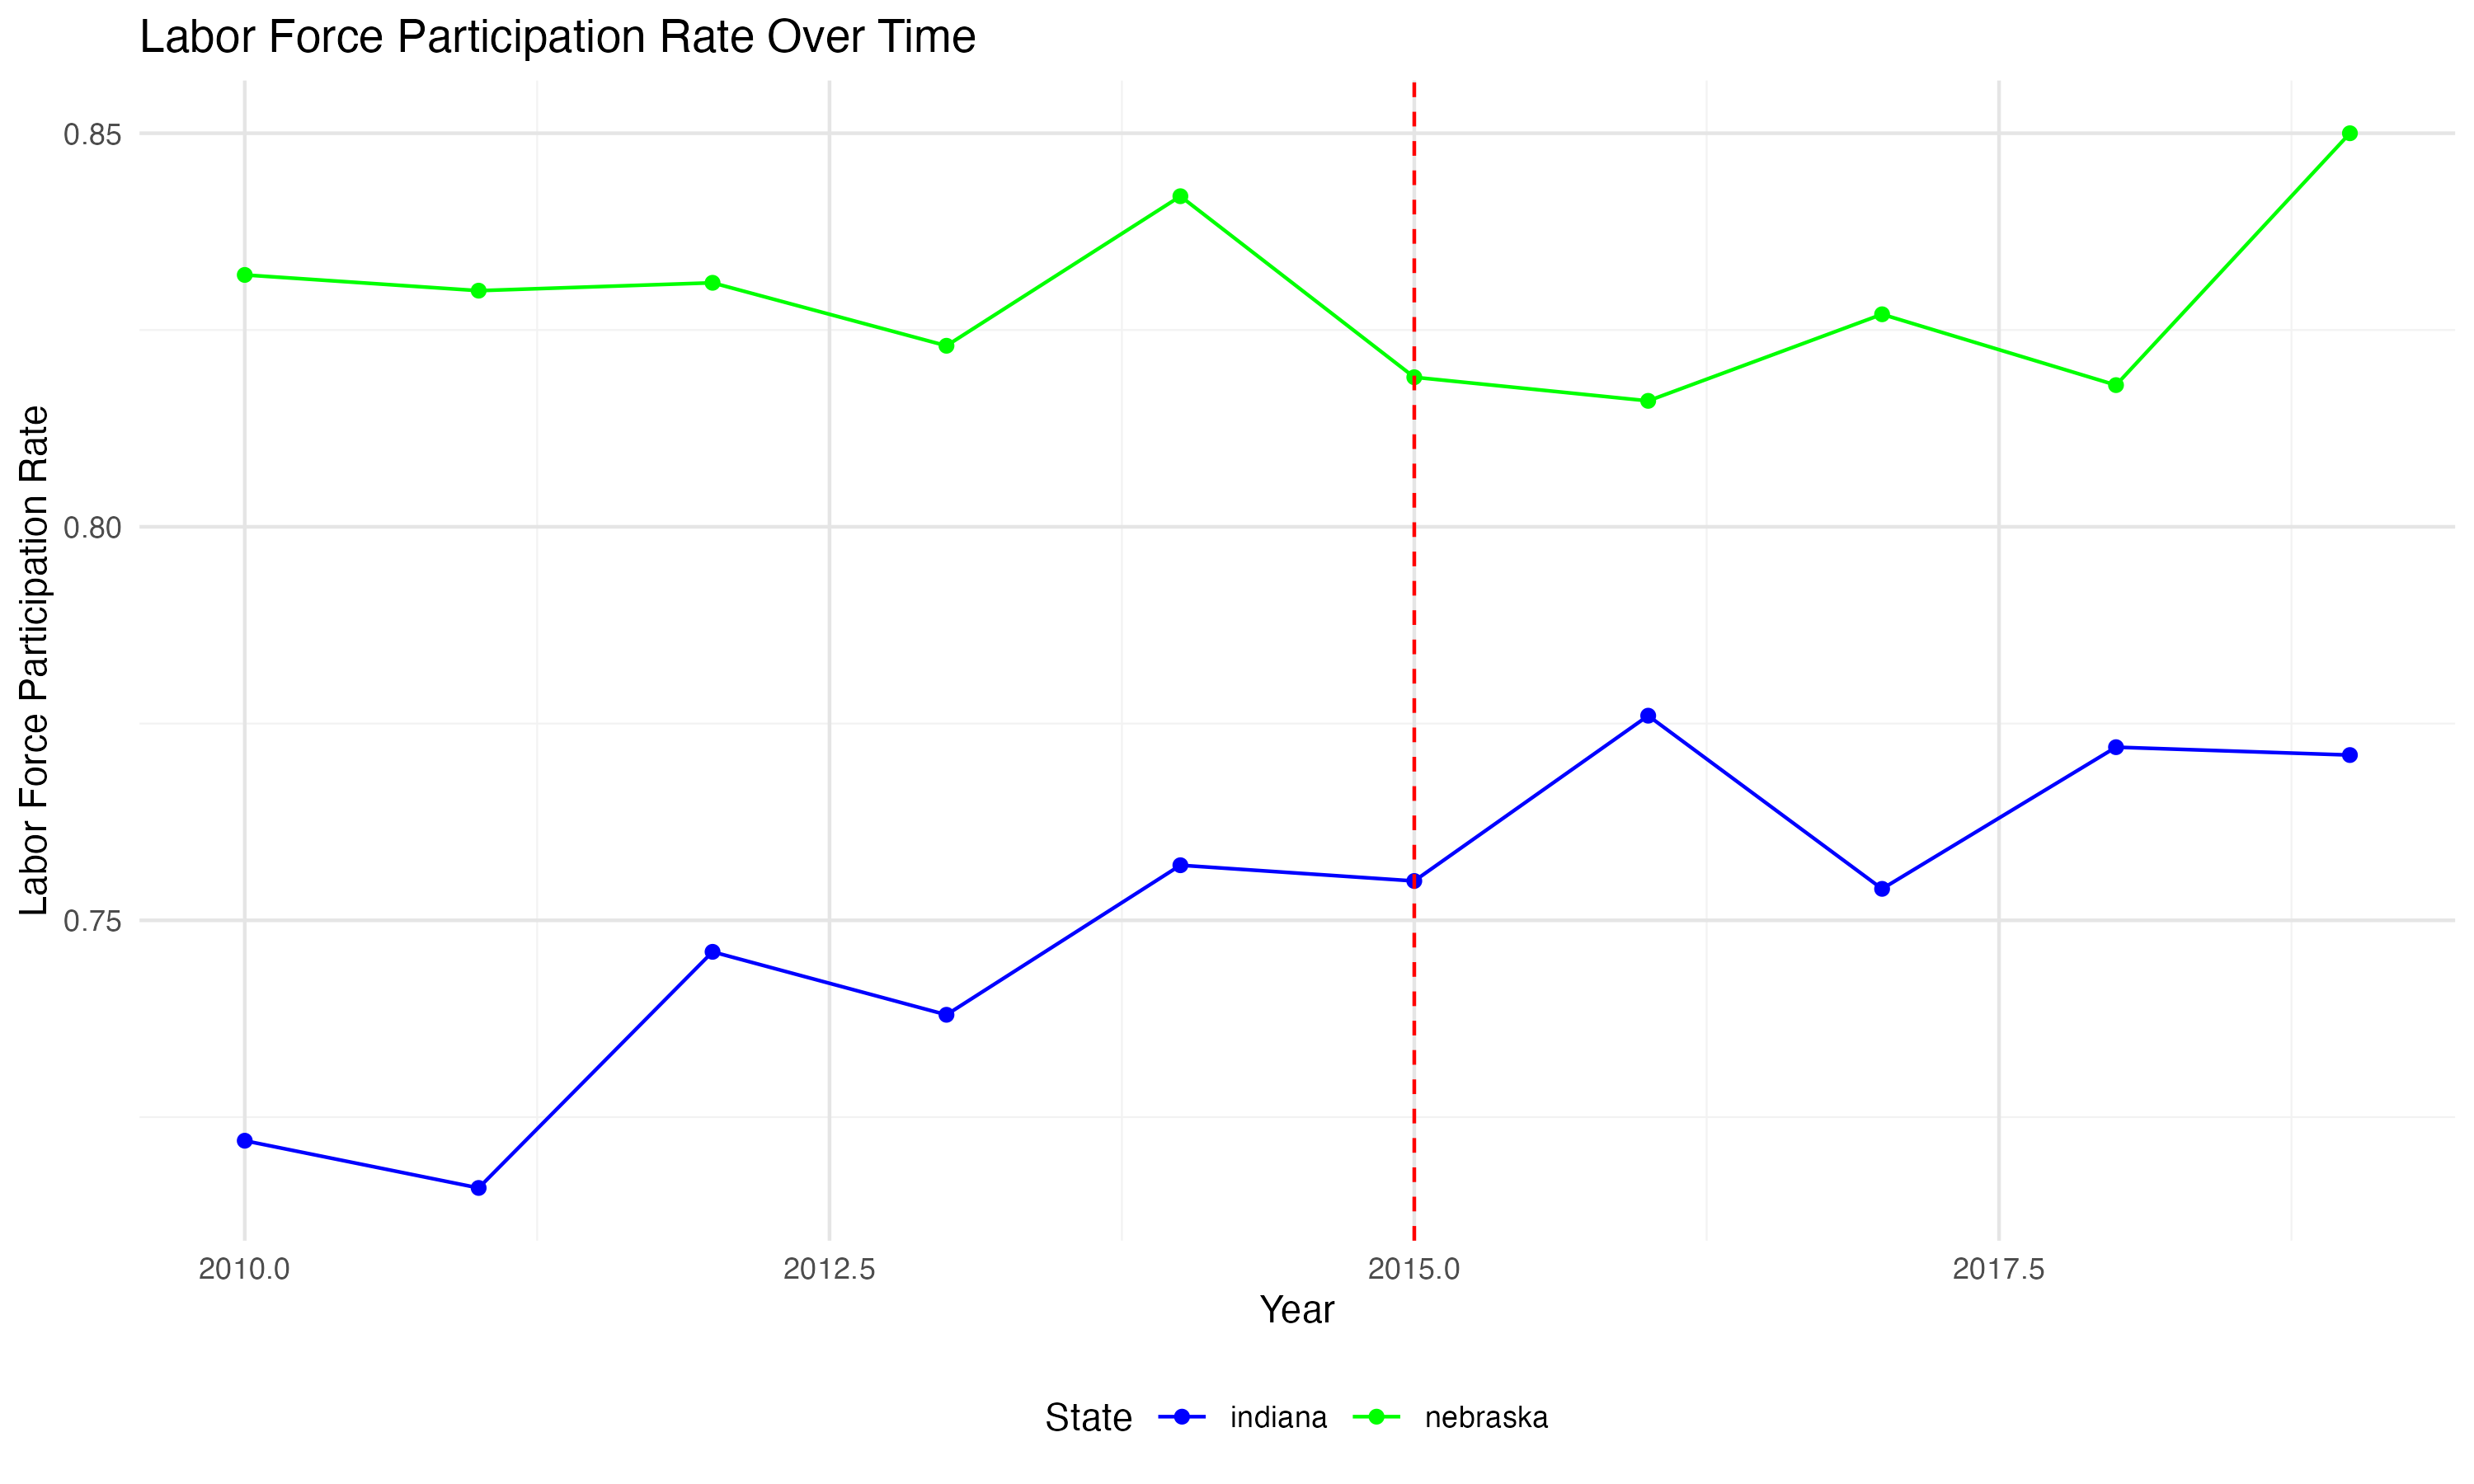 Labor Force Participation Rate Over Time
Labor Force Participation Rate
0.85
0.80
0.75
2010.0
2012.5
2015.0
2017.5
Year
State
indiana
nebraska